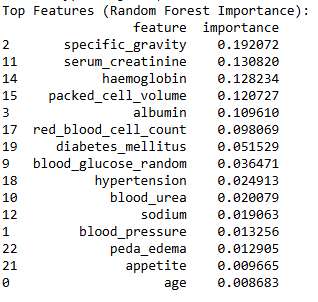 Top Features (Random Forest Importance):
feature importance
2 specific_gravity 0.192072
11 serum_creatinine 0.130820
14 haemoglobin 0.128234
15 packed_cell_volume 0.120727
3 albumin 0.109610
17 red_blood_cell_count 0.098069
19 diabetes_mellitus 0.051529
9 blood_glucose_random 0.036471
18 hypertension 0.024913
10 blood_urea 0.020079
12 sodium 0.019063
1 blood_pressure 0.013256
22 peda_edema 0.012905
21 appetite 0.009665
0 age 0.008683